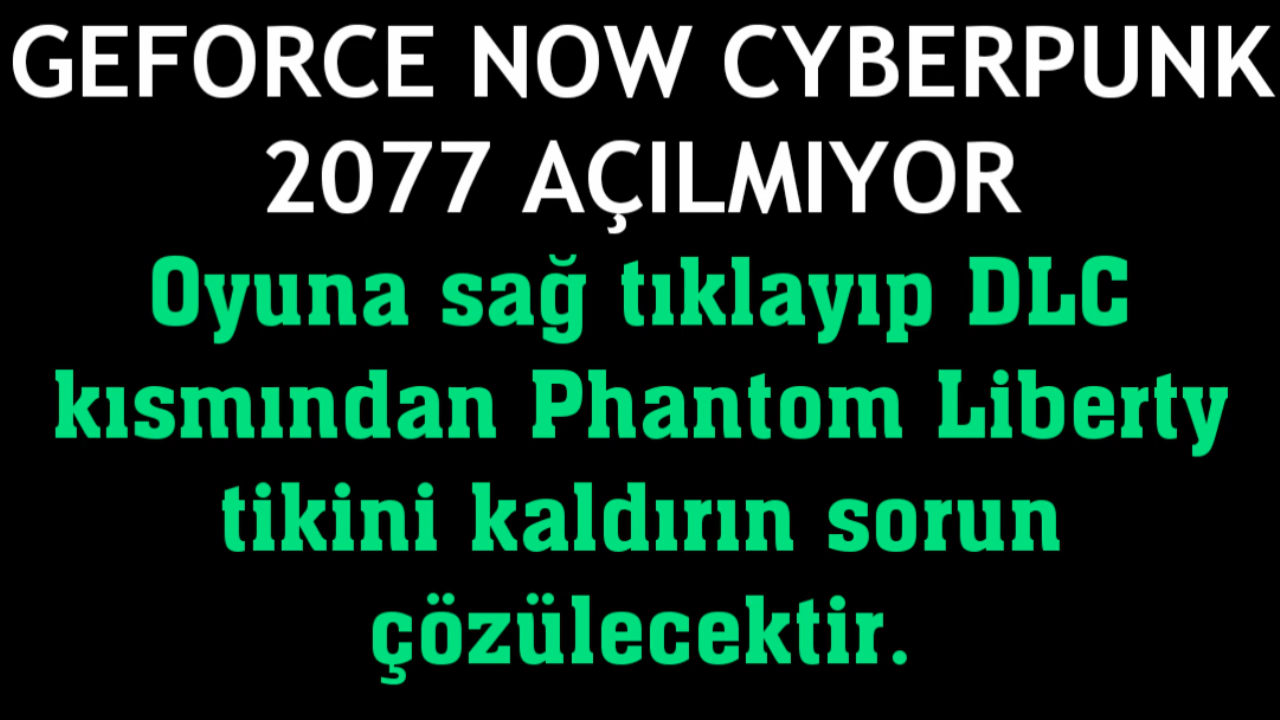 GEFORCE NOW CYBERPUNK
2077 AÇILMIYOR
Oyuna sağ tıklayıp DLC
kısmından Phantom Liberty
tikini kaldırın sorun
çözülecektir.